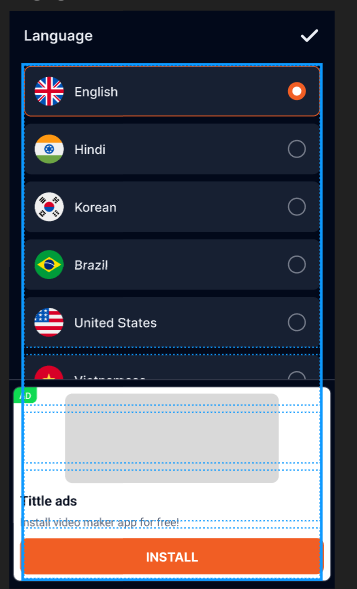 Language
English
Hindi
Korean
Brazil
United States
Vietnamese
AD
Tittle ads
Install video maker app for free!
INSTALL